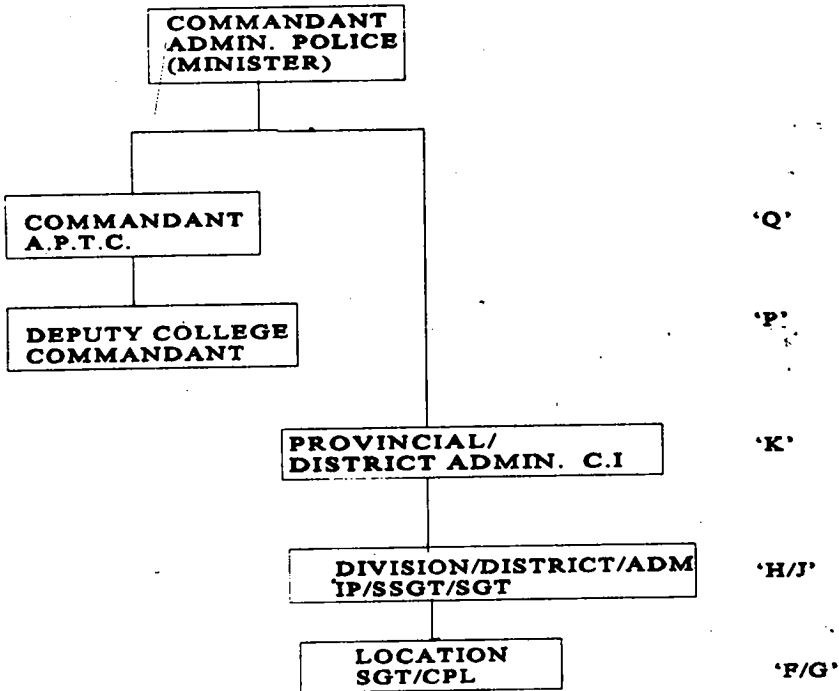 COMMANDANT
ADMIN. POLICE
(MINISTER)
COMMANDANT
A.P.T.C.
'Q'
DEPUTY COLLEGE
COMMANDANT
'P'
PROVINCIAL/
DISTRICT ADMIN. C.I
'K'
DIVISION/DISTRICT/ADM
IP/SSGT/SGT
'H/J'
LOCATION
SGT/CPL
'F/G'